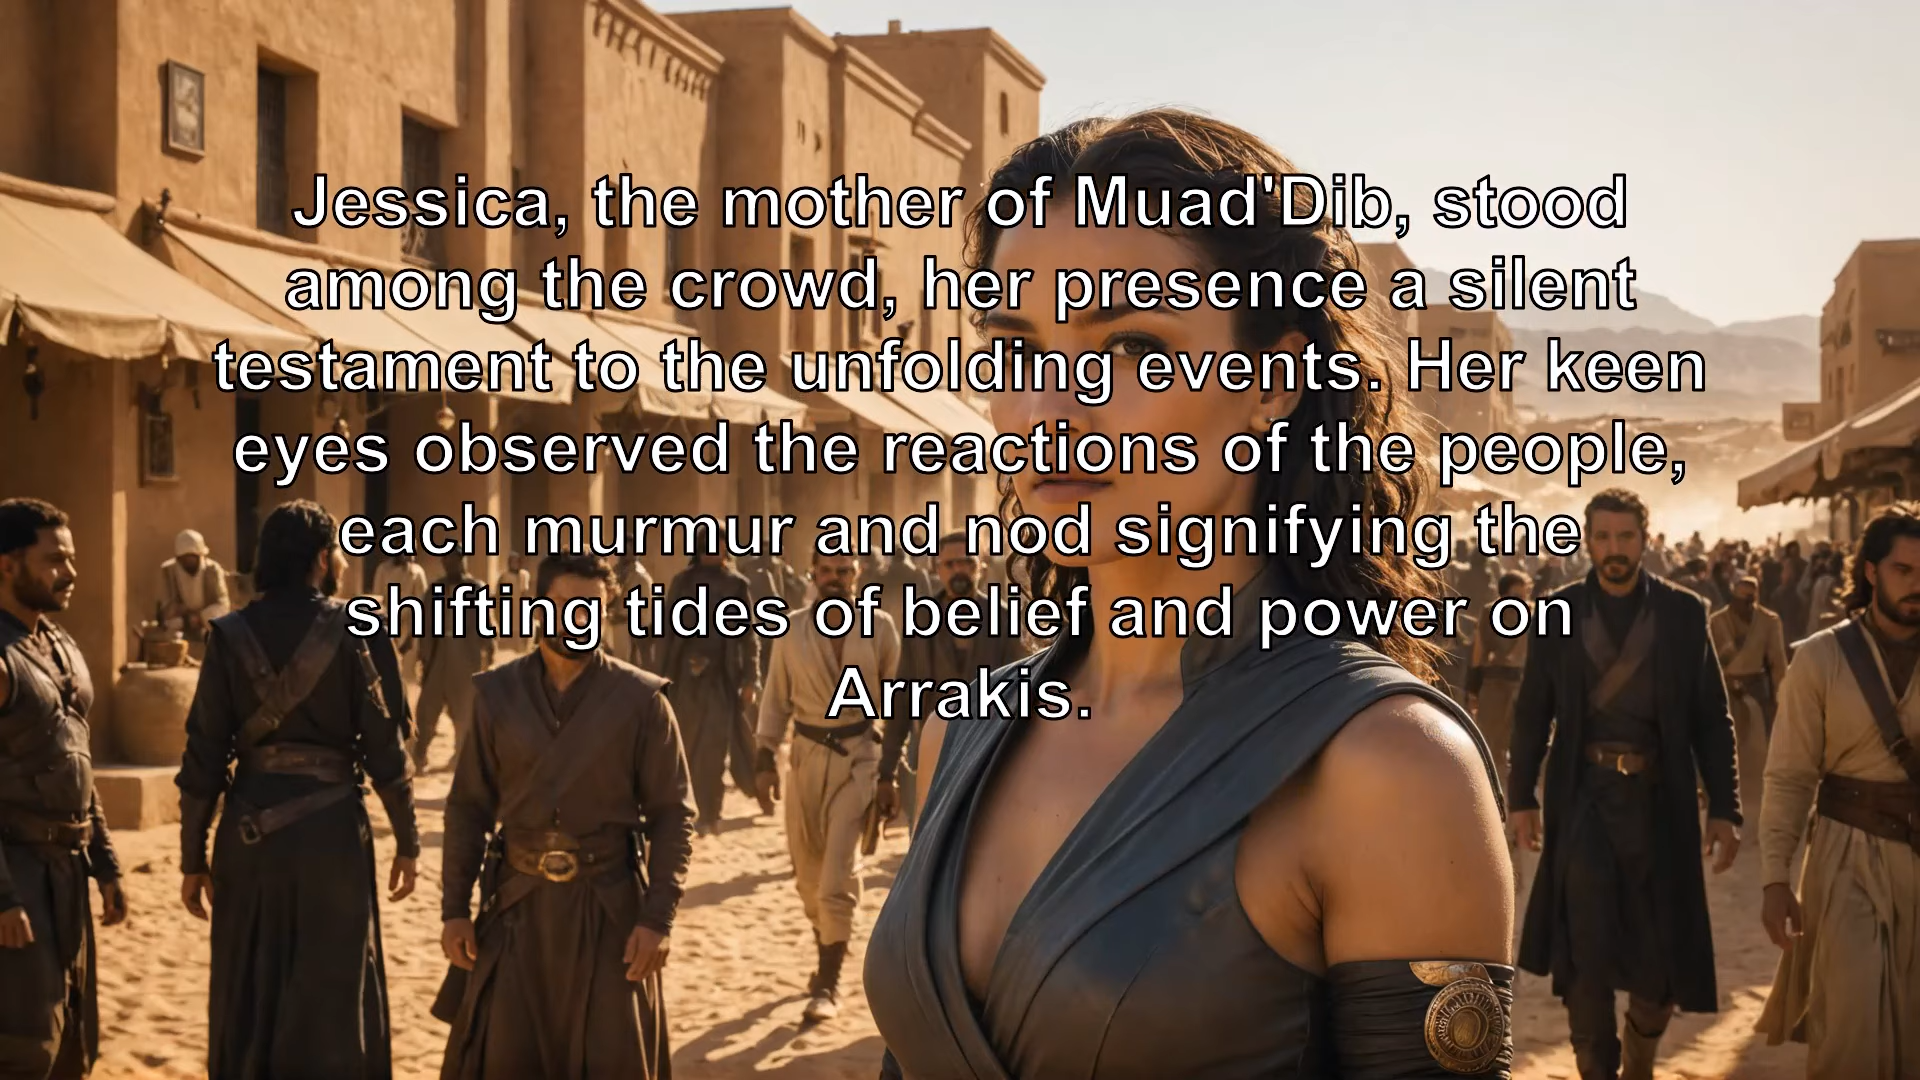 Jessica, the mother of Muad'Dib, stood
among the crowd, her presence a silent
testament to the unfolding events. Her keen
eyes observed the reactions of the people,
each murmur and nod signifying the
shifting tides of belief and power on
Arrakis.